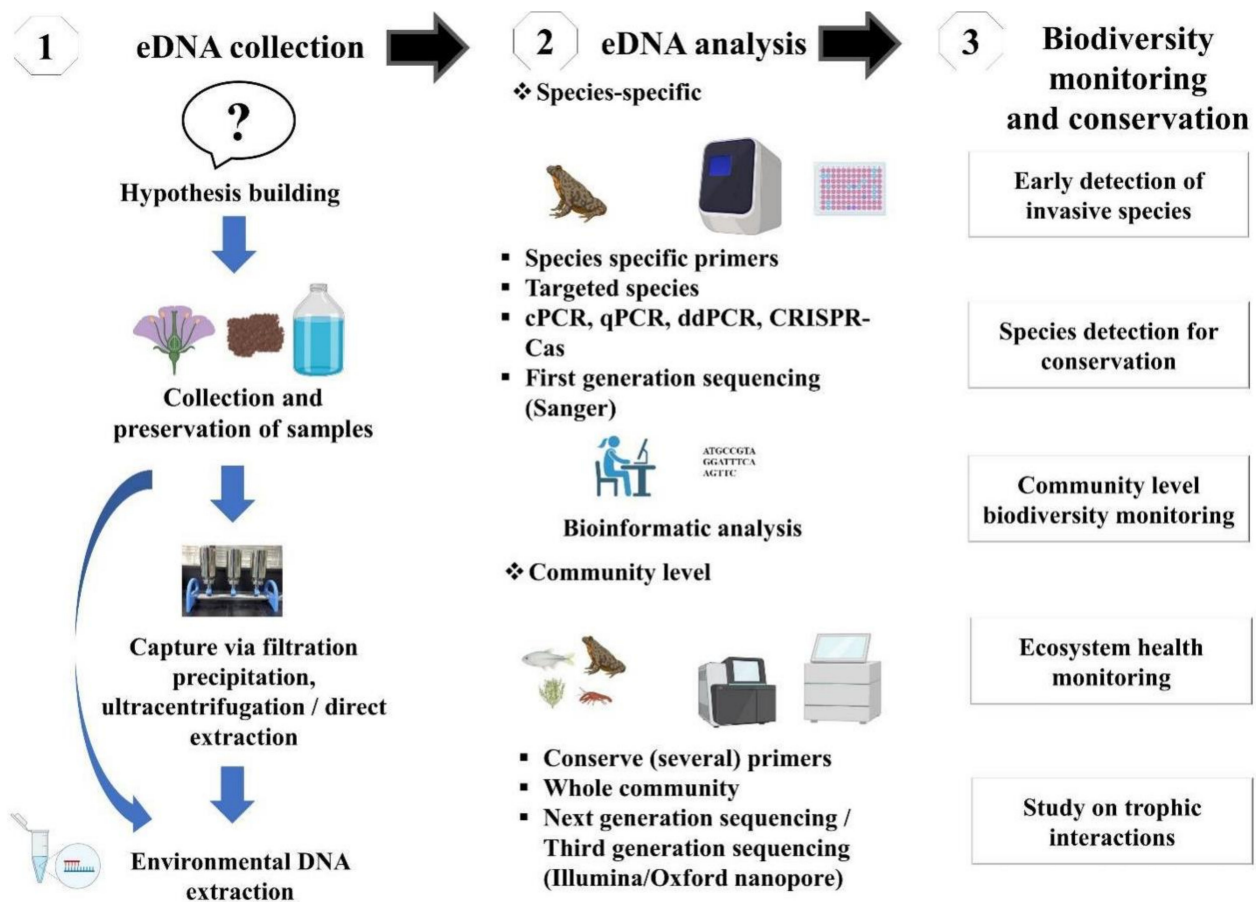 1
eDNA collection
?
Hypothesis building
Collection and
preservation of samples
Capture via filtration
precipitation,
ultracentrifugation / direct
extraction
Environmental DNA
extraction
2
eDNA analysis
❖ Species-specific
▪ Species specific primers
▪ Targeted species
▪ cPCR, qPCR, ddPCR, CRISPR-
Cas
▪ First generation sequencing
(Sanger)
ATGCCGTA
GGATTTCA
AGTTC
Bioinformatic analysis
❖ Community level
▪ Conserve (several) primers
▪ Whole community
▪ Next generation sequencing /
Third generation sequencing
(Illumina/Oxford nanopore)
3
Biodiversity
monitoring
and conservation
Early detection of
invasive species
Species detection for
conservation
Community level
biodiversity monitoring
Ecosystem health
monitoring
Study on trophic
interactions